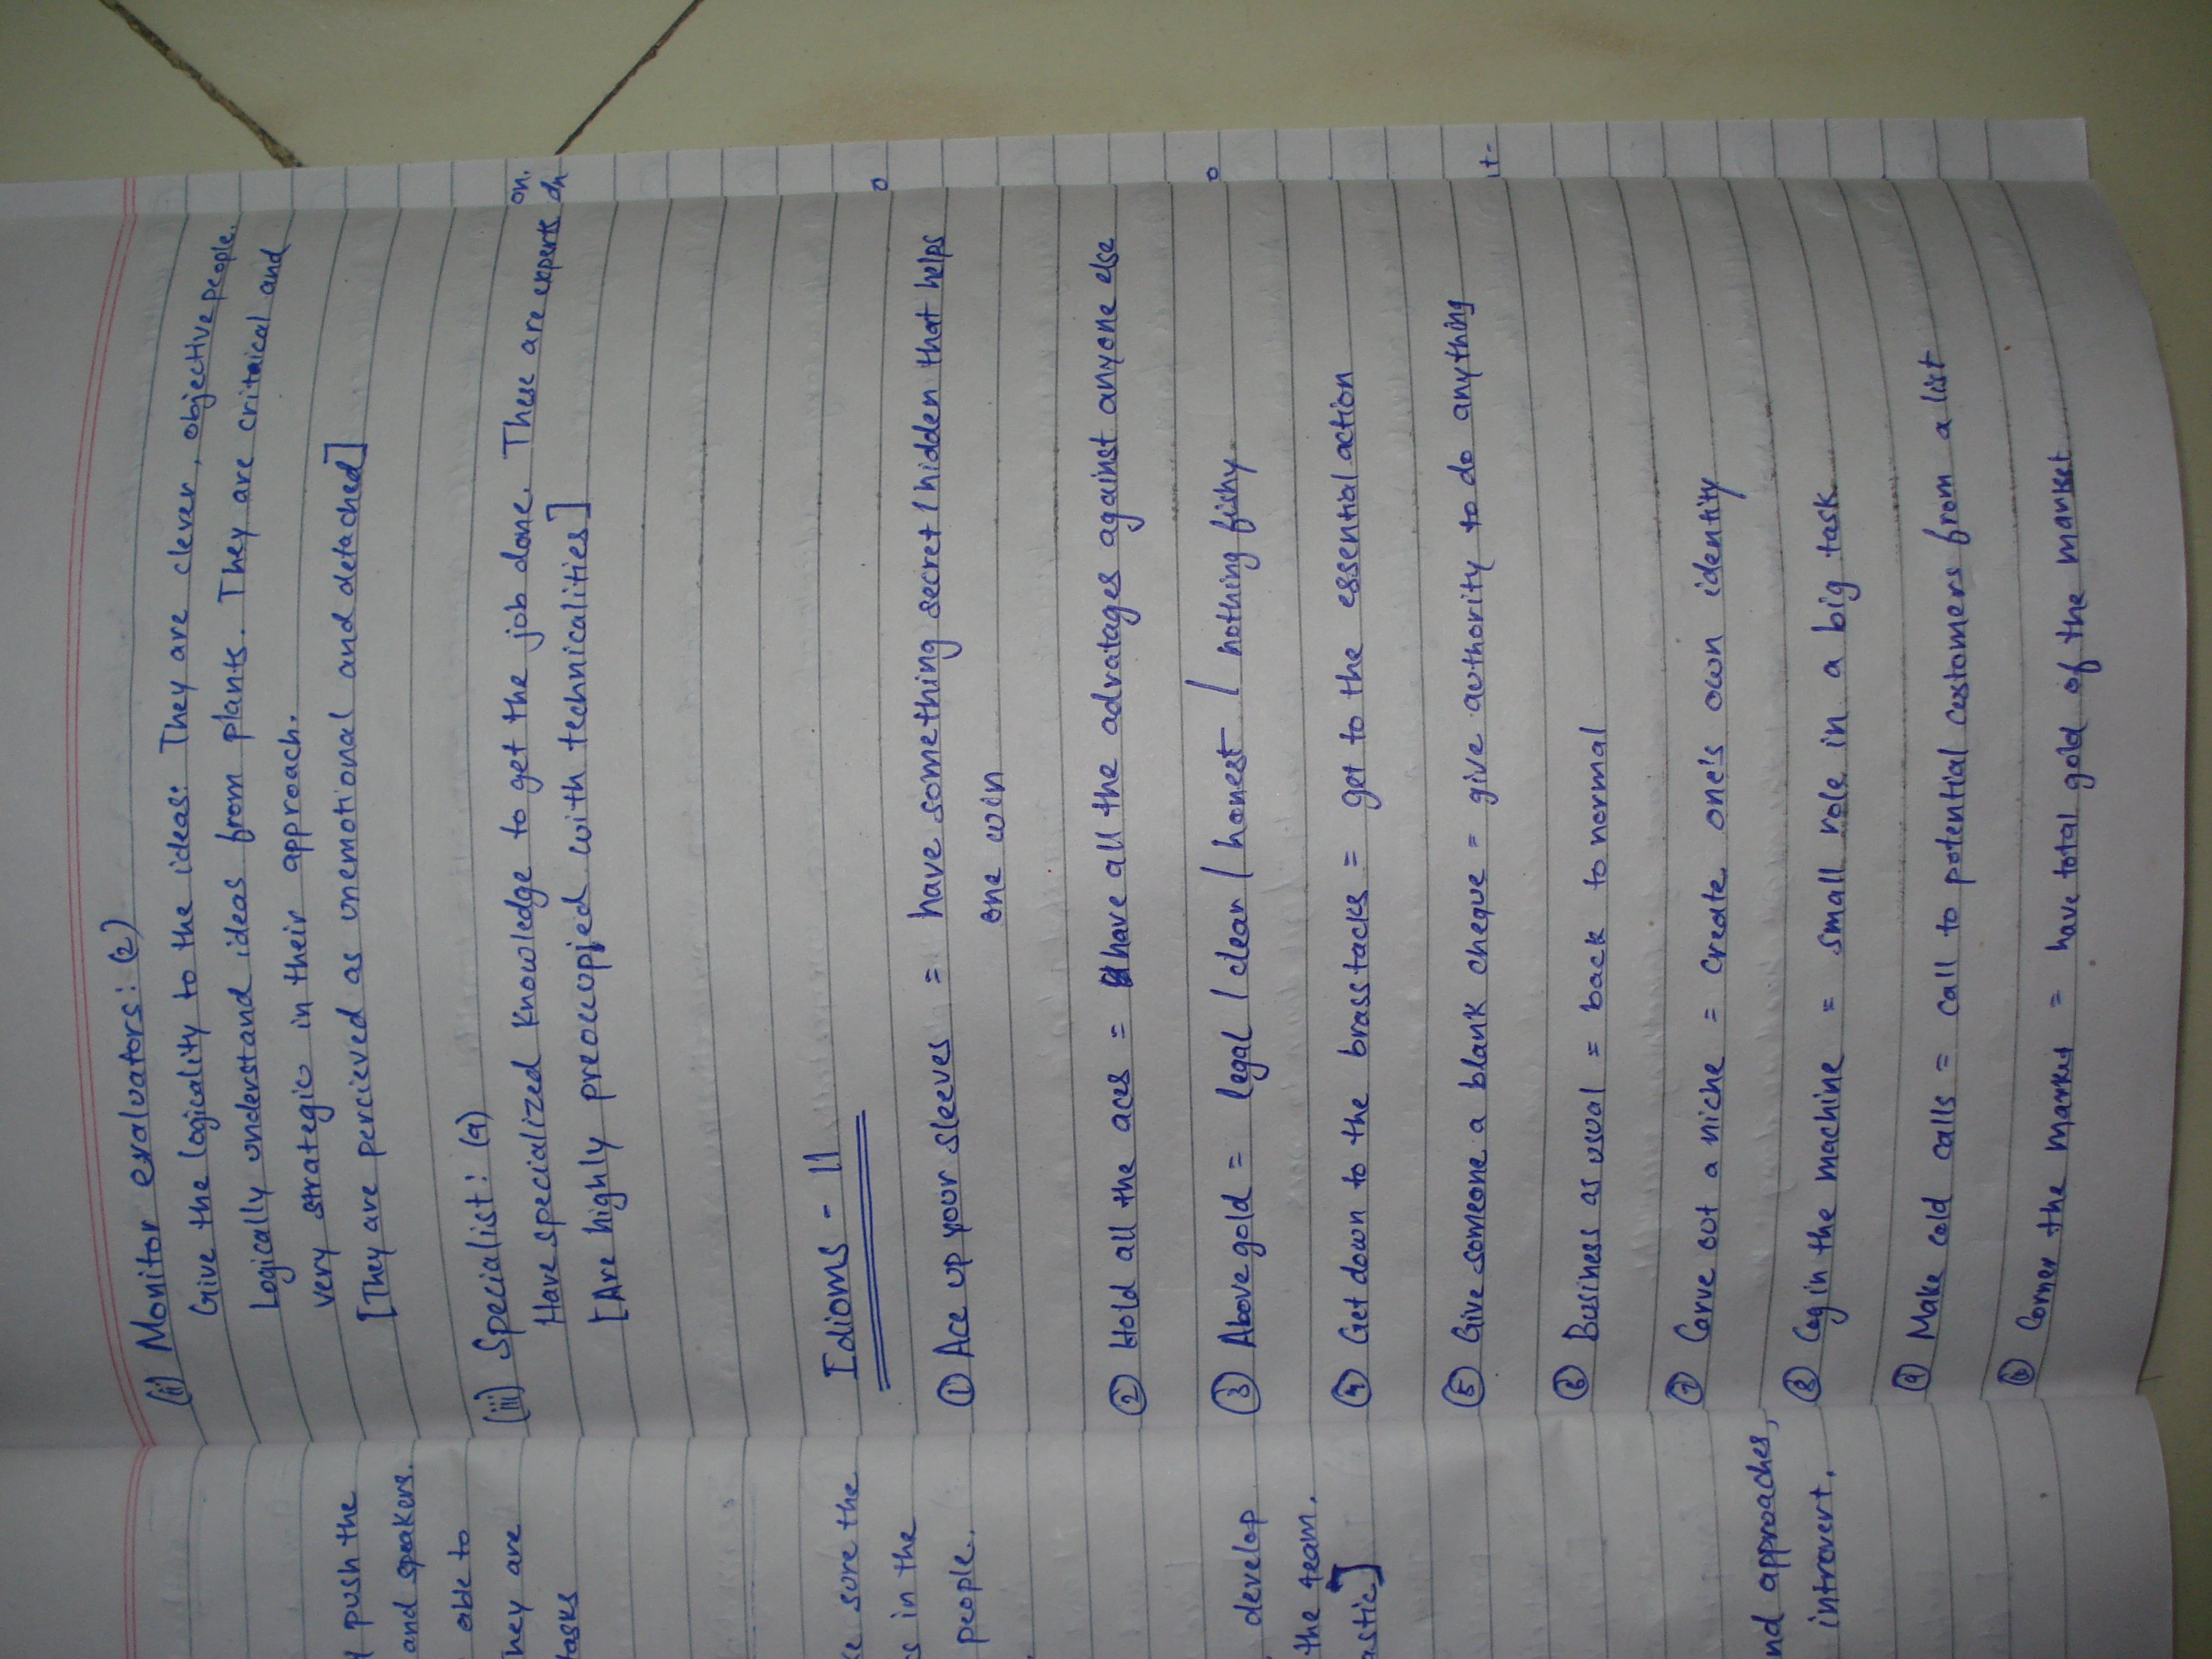 (ii) Monitor evaluators: (2)
Give the logicality to the ideas: They are clever, objective people.
Logically understand ideas from plants. They are critical and
very strategic in their approach.
[They are percieved as unemotional and detached]
(iii) Specialist:
Have specialized knowledge to get the job done. These are experts
[Are highly preoccupied with technicalities]
Idioms - 11
① Ace up your sleeves = have something secret / hidden that helps
one win
② Hold all the aces = have all the advatages against anyone else
③ Above gold = legal / clean / honest / nothing fishy
④ Get down to the brass tacks = get to the essential action
⑤ Give someone a blank cheque = give authority to do anything
⑥ Business as usual = back to normal
⑦ Carve out a niche = create one's own identity
⑧ Cog in the machine = small role in a big task
⑨ Make cold calls = call to potential costomers from a list
⑩ Corner the market = have total gold of the market
push the
and speakers.
able to
hey are
tasks
sure the
in the
people.
develop
the team.
astic]
nd approaches,
introvert.
on.